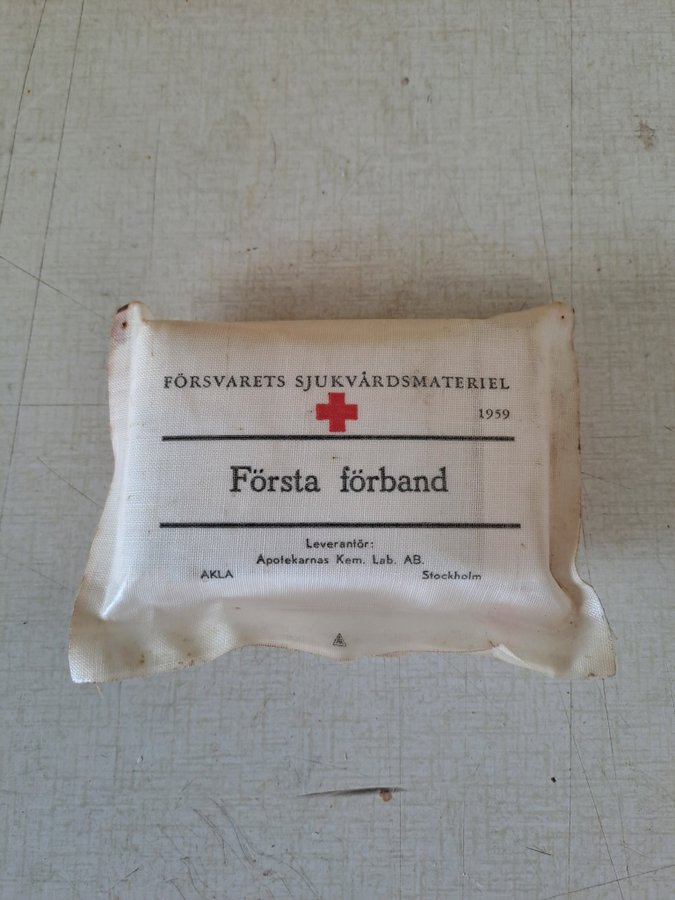 FÖRSVARETS SJUKVÅRDSMATERIEL
1959
Första förband
Leverantör:
Apotekarnas Kem. Lab. AB.
AKLA Stockholm